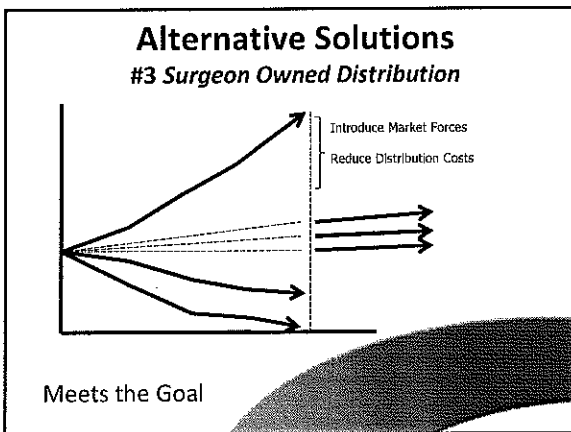 Alternative Solutions
#3 Surgeon Owned Distribution
Introduce Market Forces
Reduce Distribution Costs
Meets the Goal